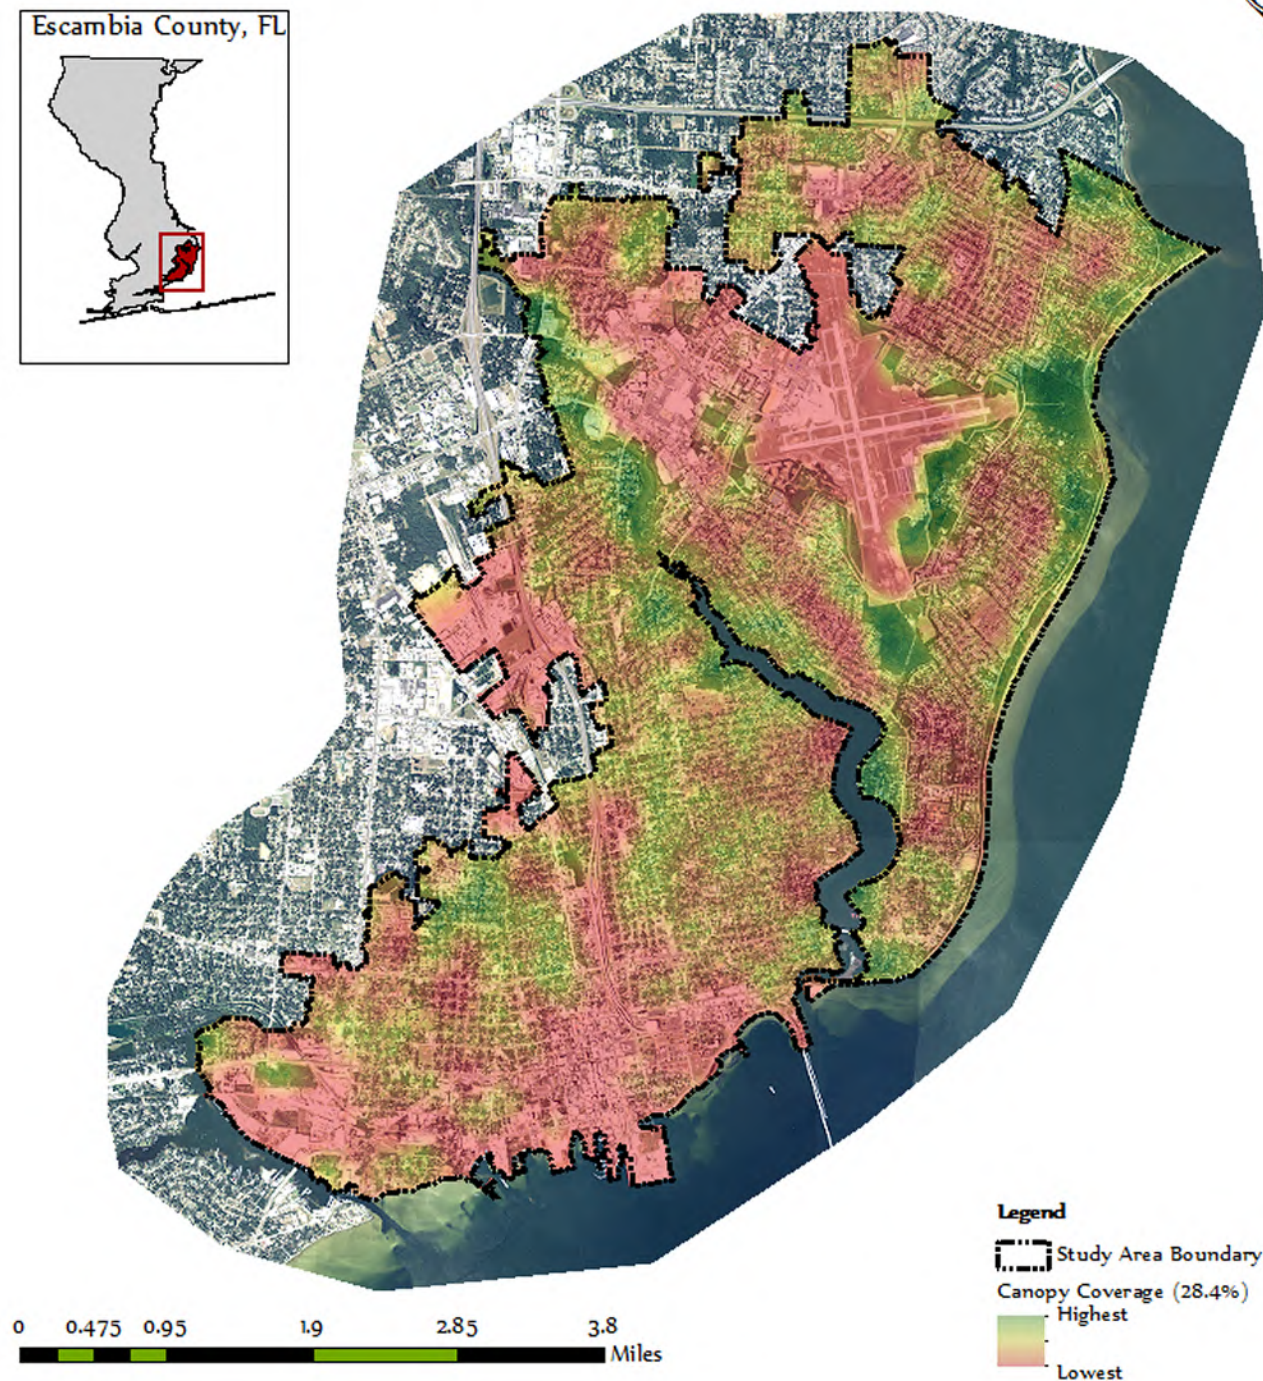 Escambia County, FL
Legend
Study Area Boundary
Canopy Coverage (28.4%)
Highest
Lowest
0 0.475 0.95 1.9 2.85 3.8
Miles